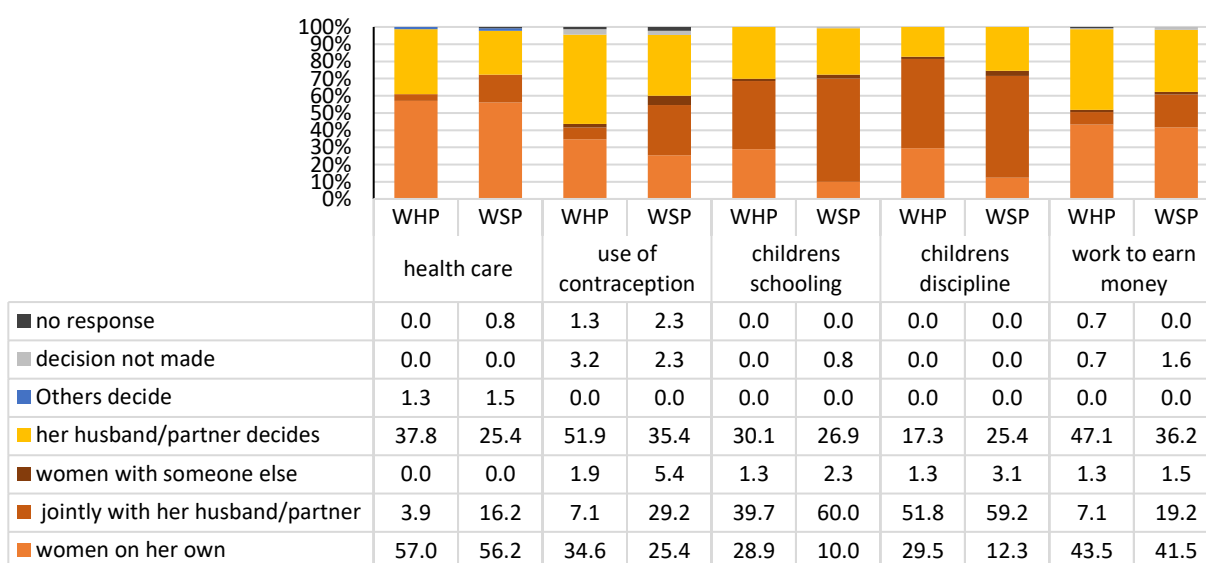 100%
90%
80%
70%
60%
50%
40%
30%
20%
10%
0%
WHP WSP WHP WSP WHP WSP WHP WSP WHP WSP
health care use of contraception childrens schooling childrens discipline work to earn money
no response 0.0 0.8 1.3 2.3 0.0 0.0 0.0 0.0 0.7 0.0
decision not made 0.0 0.0 3.2 2.3 0.0 0.8 0.0 0.0 0.7 1.6
Others decide 1.3 1.5 0.0 0.0 0.0 0.0 0.0 0.0 0.0 0.0
her husband/partner decides 37.8 25.4 51.9 35.4 30.1 26.9 17.3 25.4 47.1 36.2
women with someone else 0.0 0.0 1.9 5.4 1.3 2.3 1.3 3.1 1.3 1.5
jointly with her husband/partner 3.9 16.2 7.1 29.2 39.7 60.0 51.8 59.2 7.1 19.2
women on her own 57.0 56.2 34.6 25.4 28.9 10.0 29.5 12.3 43.5 41.5